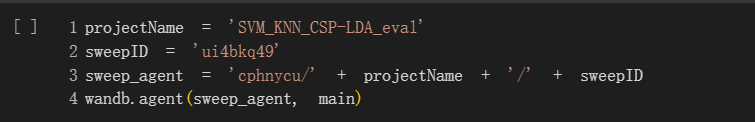 [ ] 1 projectName = 'SVM_KNN_CSP-LDA_eval'
2 sweepID = 'ui4bkq49'
3 sweep_agent = 'cphnycu/' + projectName + '/' + sweepID
4 wandb.agent(sweep_agent, main)